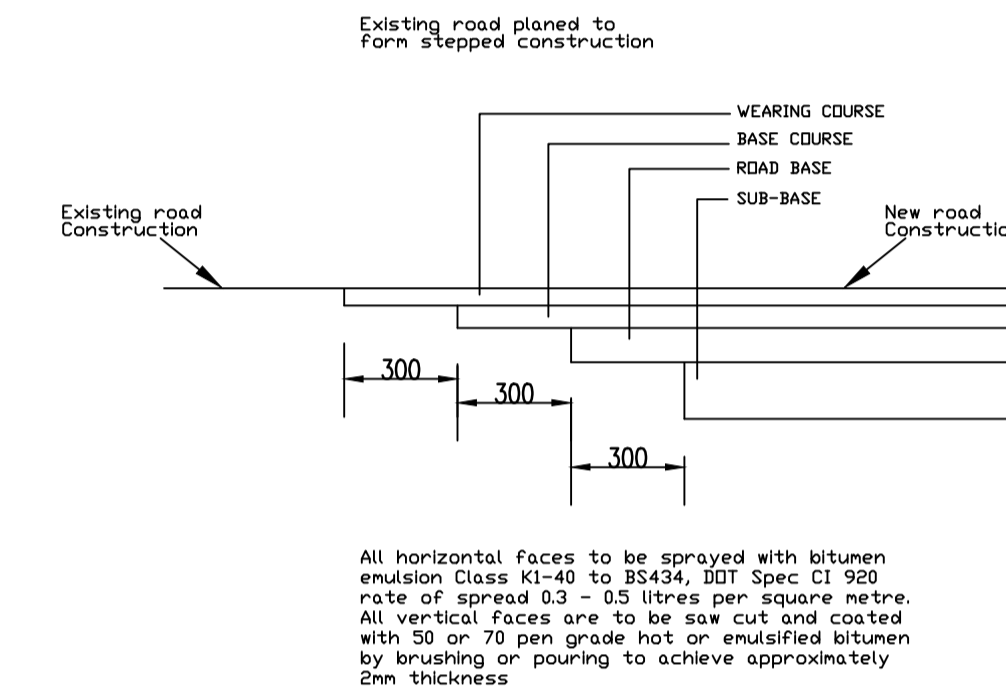 Existing road planed to
form stepped construction
WEARING COURSE
BASE COURSE
ROAD BASE
SUB-BASE
Existing road
Construction
New road
Constructio
300
300
300
All horizontal faces to be sprayed with bitumen
emulsion Class K1-40 to BS434, DOT Spec Cl 920
rate of spread 0.3 - 0.5 litres per square metre.
All vertical faces are to be saw cut and coated
with 50 or 70 pen grade hot or emulsified bitumen
by brushing or pouring to achieve approximately
2mm thickness